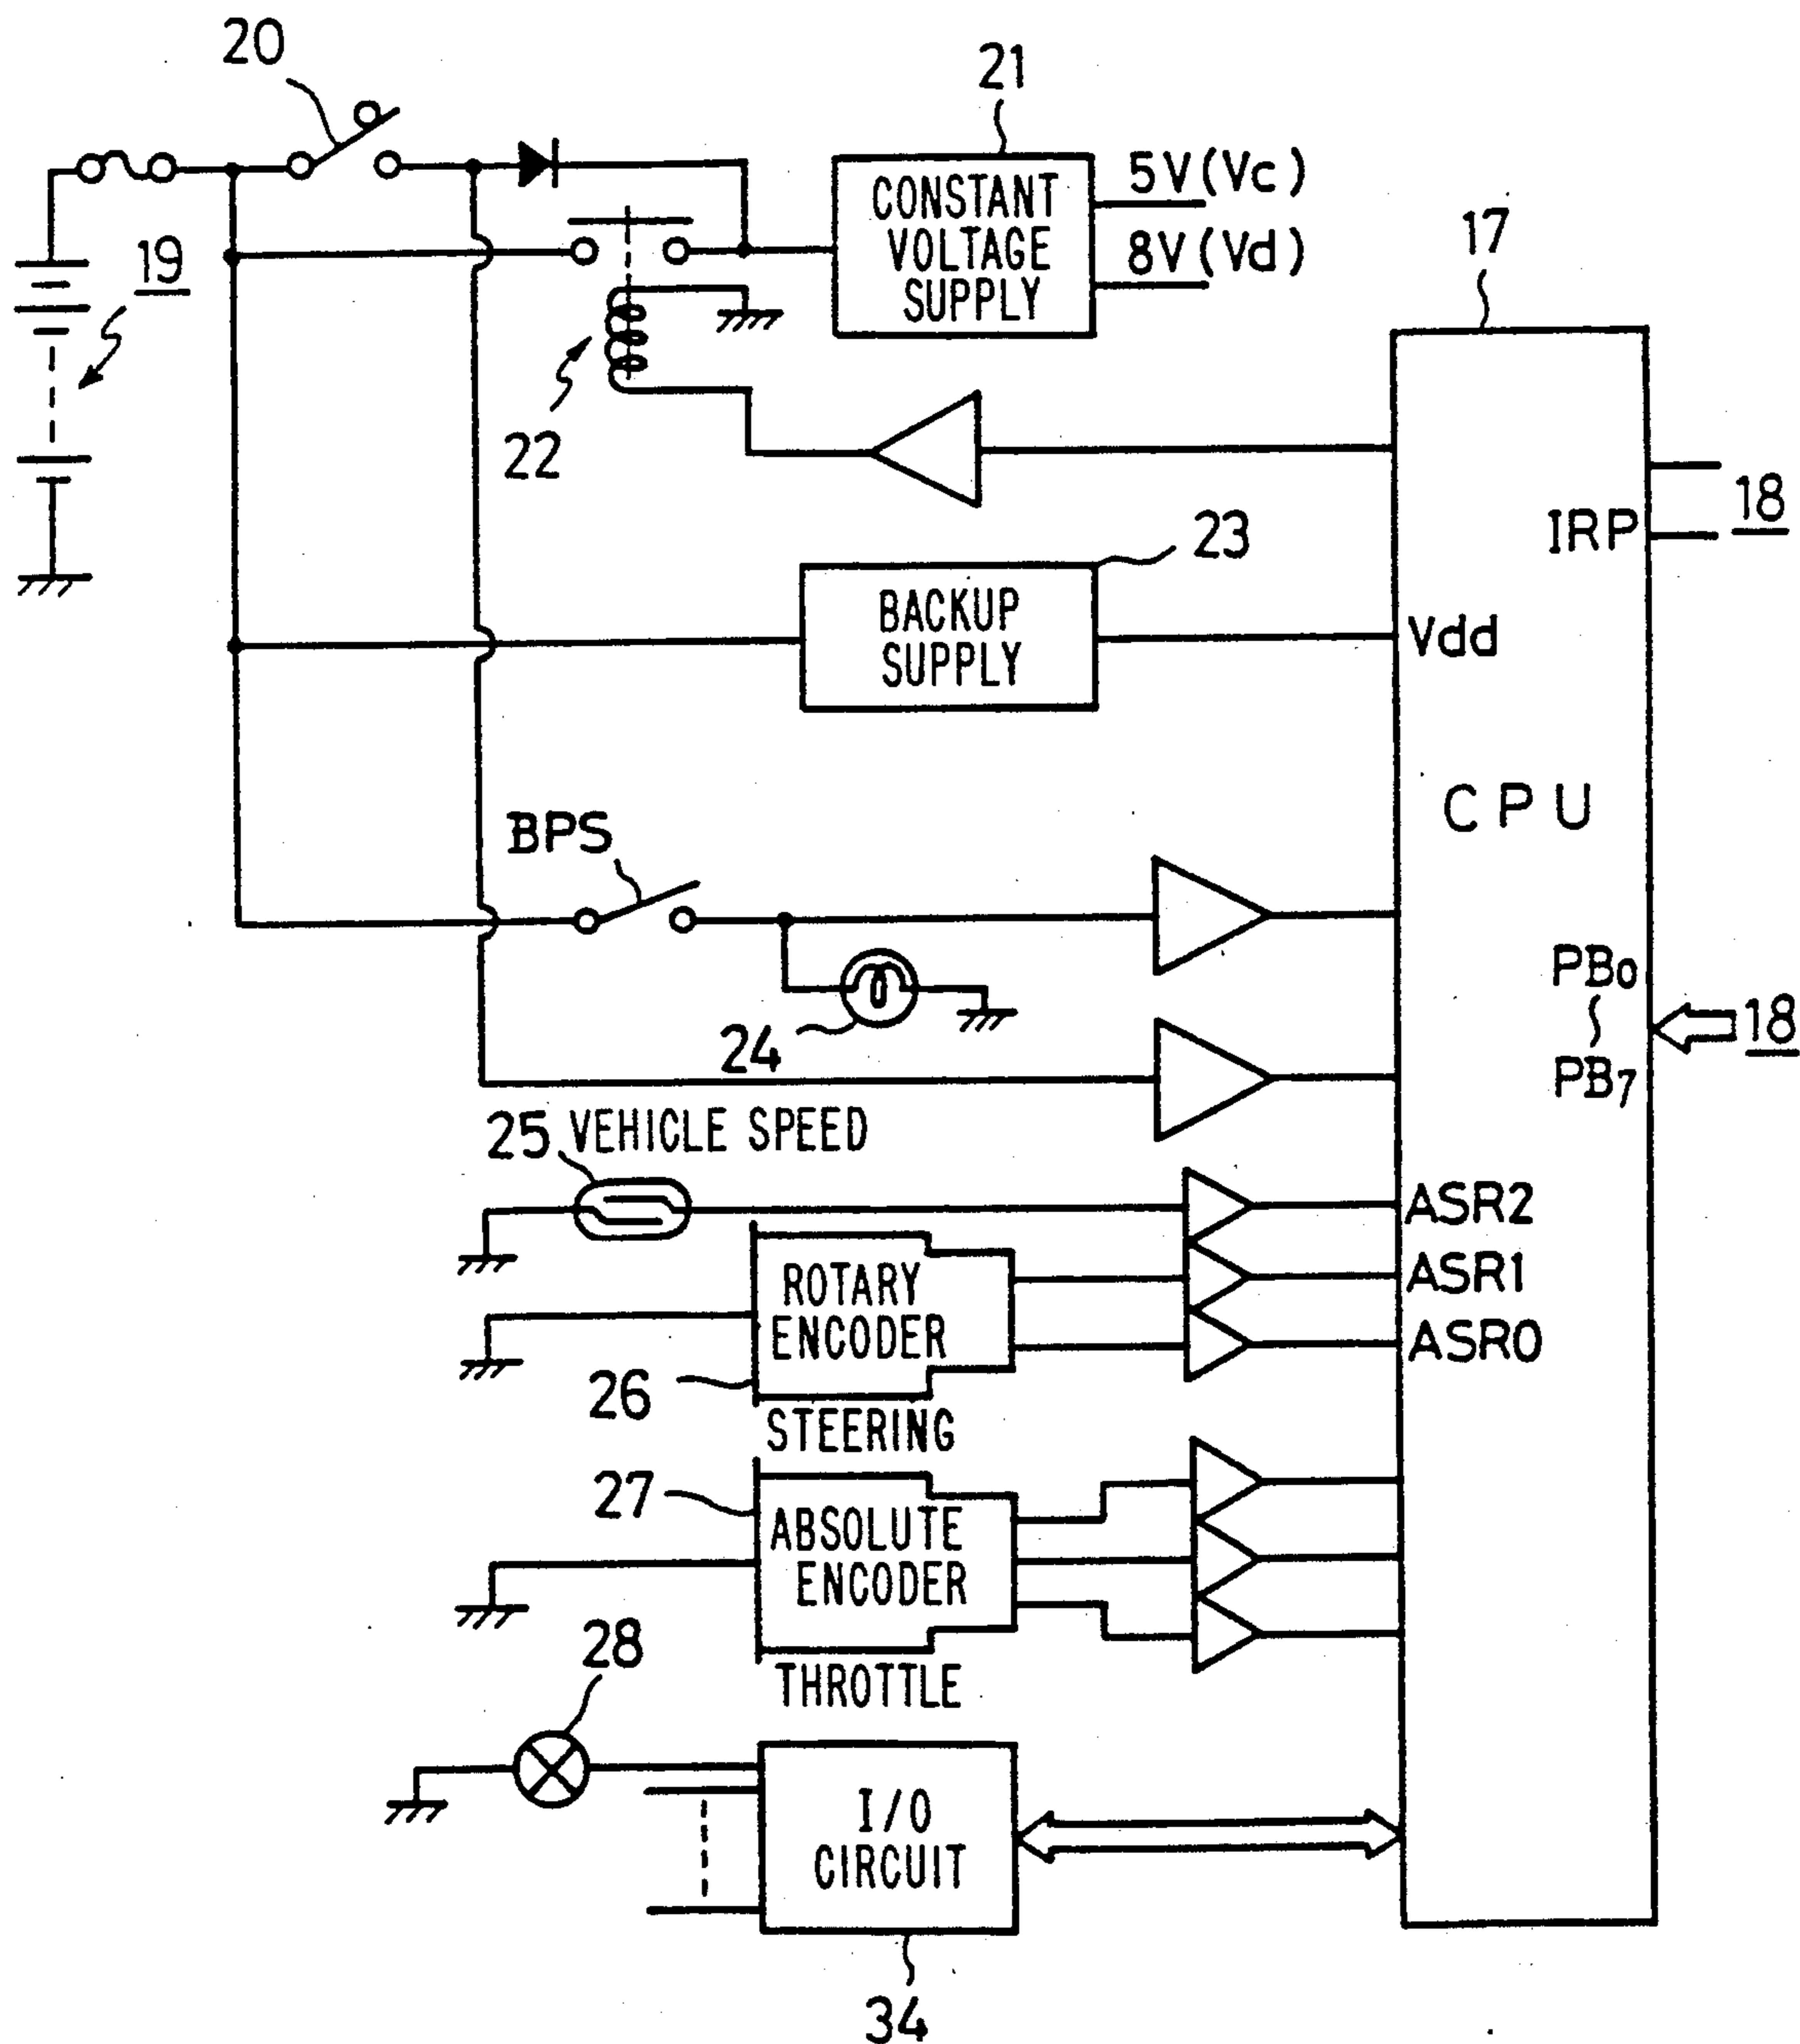 20
21
5V(Vc)
CONSTANT
VOLTAGE
SUPPLY
8V(Vd)
17
19
22
18
IRP
23
BACKUP
SUPPLY
Vdd
CPU
BPS
PB0
18
24
PB7
25 VEHICLE SPEED
ASR2
ROTARY
ENCODER
ASR1
ASR0
26
STEERING
27
ABSOLUTE
ENCODER
28
THROTTLE
I/O
CIRCUIT
34